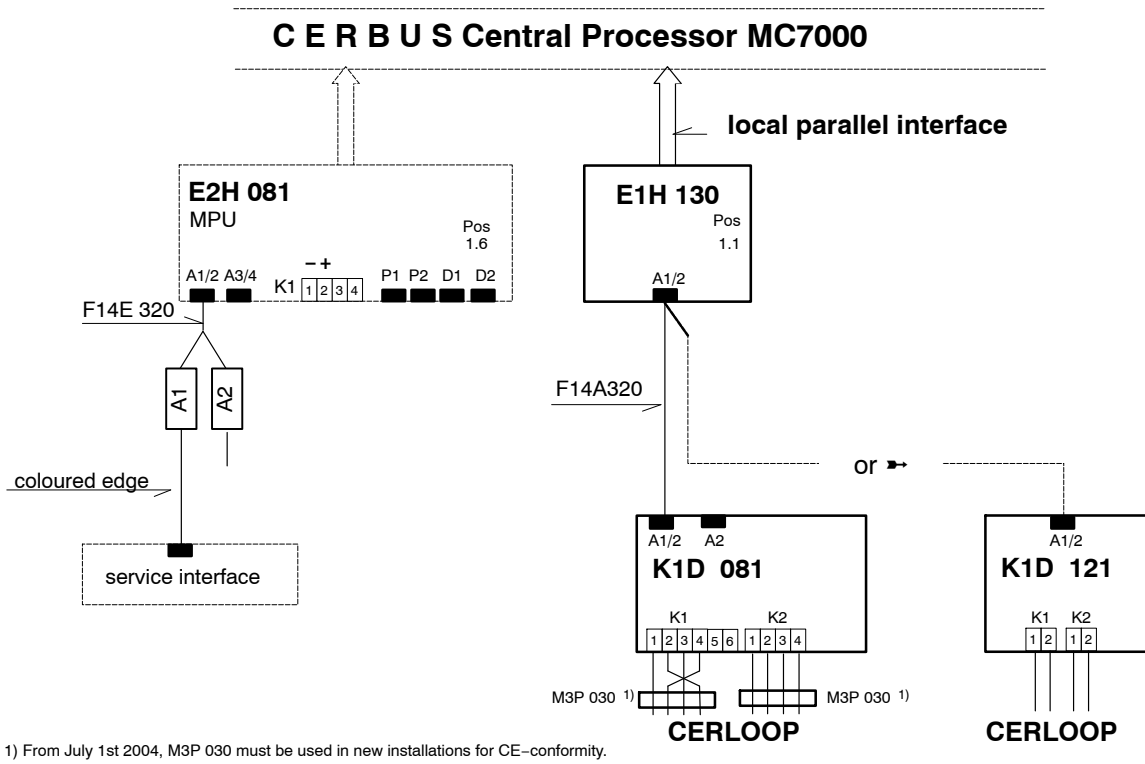 C E R B U S Central Processor MC7000
local parallel interface
E2H 081
MPU
Pos
1.6
E1H 130
Pos
1.1
A1/2 A3/4
K1
− +
1 2 3 4
P1 P2 D1 D2
A1/2
F14E 320
A1
A2
F14A320
coloured edge
or
service interface
A1/2 A2
K1D 081
K1 K2
1 2 3 4 5 6 1 2 3 4
A1/2
K1D 121
K1 K2
1 2 1 2
M3P 030 1)
M3P 030 1)
CERLOOP
CERLOOP
1) From July 1st 2004, M3P 030 must be used in new installations for CE−conformity.